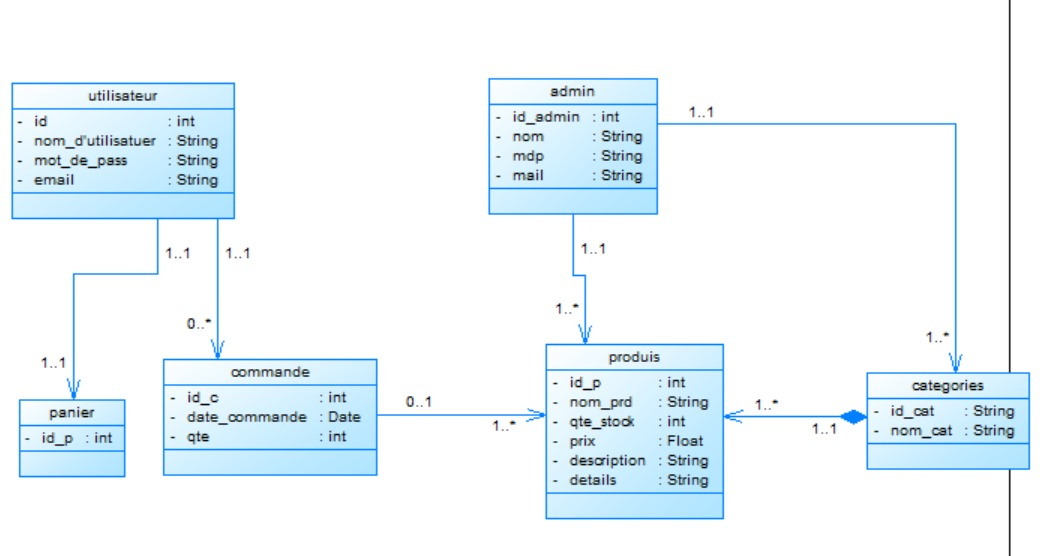 utilisateur
- id : int
- nom_d'utilisatuer : String
- mot_de_pass : String
- email : String
admin
- id_admin : int
- nom : String
- mdp : String
- mail : String
1..1
1..1
1..1
1..1
0..*
1..1
1..*
1..*
panier
- id_p : int
commande
- id_c : int
- date_commande : Date
- qte : int
0..1
1..*
produis
- id_p : int
- nom_prd : String
- qte_stock : int
- prix : Float
- description : String
- details : String
1..*
1..1
categories
- id_cat : String
- nom_cat : String